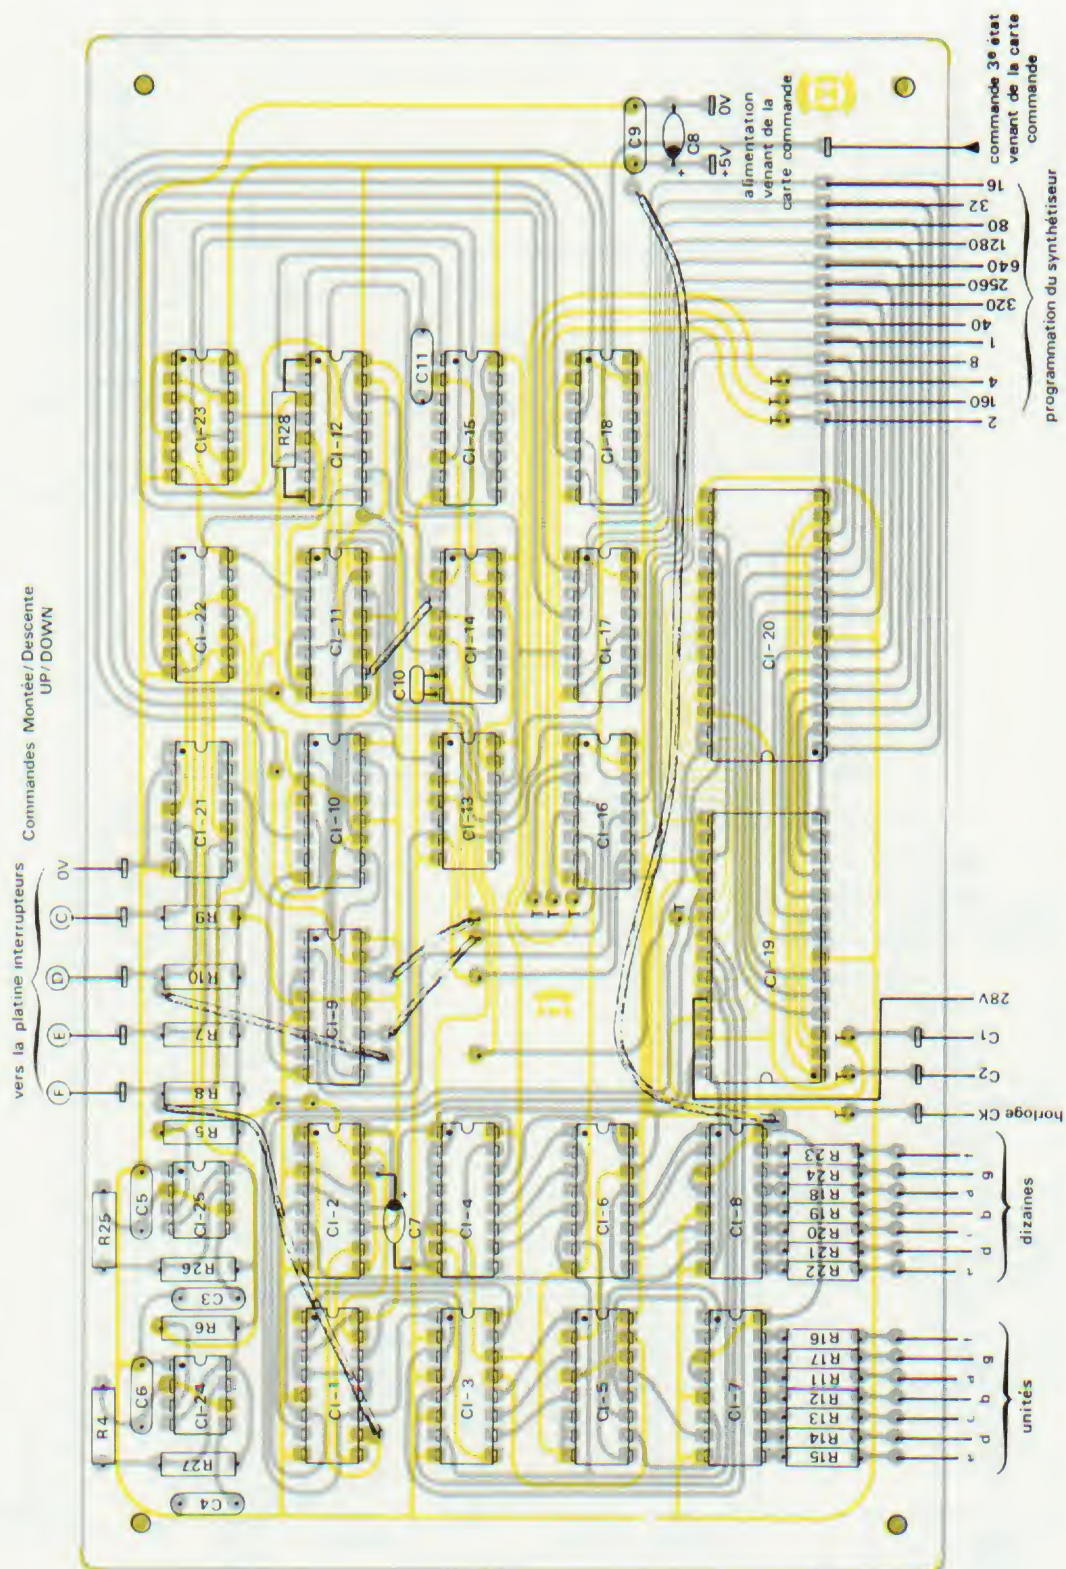 vers la platine interrupteurs
Commandes Montée/Descente
UP/DOWN
F
E
D
C
0V
R4
R25
C6
C5
R27
C4
R6
C3
R26
R5
R8
R7
R10
R9
CI-24
CI-25
CI-21
CI-22
CI-23
CI-1
CI-2
CI-9
CI-10
CI-11
CI-12
R28
C7
+
C10
C11
CI-3
CI-4
CI-13
CI-14
CI-15
CI-5
CI-6
CI-16
CI-17
CI-18
CI-7
CI-8
CI-19
CI-20
C9
C8
+
+5V
0V
alimentation
venant de la
carte commande
commande 3e état
venant de la carte
commande
T
T
T
T
T
T
T
T
T
T
R15
R14
R13
R12
R11
R17
R16
R22
R21
R20
R19
R18
R24
R23
d
b
g
unités
d
b
g
dizaines
horloge CK
C2
C1
28V
2
160
4
8
1
40
320
2560
640
1280
80
32
16
programmation du synthétiseur